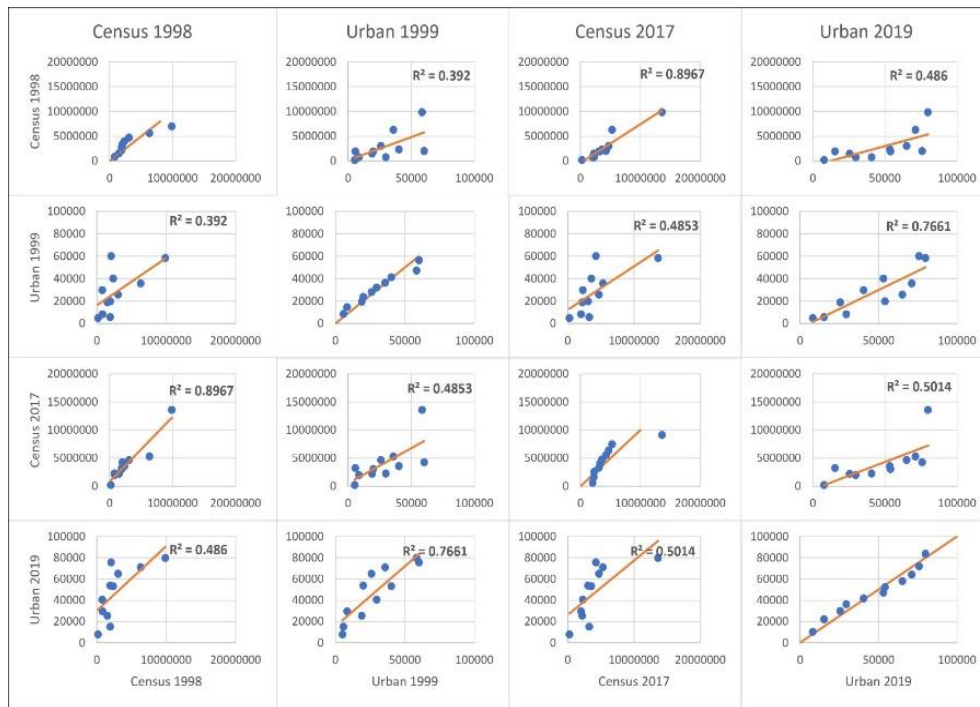 Census 1998 Urban 1999 Census 2017 Urban 2019
Census 1998
20000000 20000000 20000000 20000000
R² = 0.392 R² = 0.8967 R² = 0.486
15000000 15000000 15000000 15000000
10000000 10000000 10000000 10000000
5000000 5000000 5000000 5000000
0 0 0 0
0 10000000 20000000 0 50000 100000 0 10000000 20000000 0 50000 100000
Urban 1999
100000 100000 100000 100000
R² = 0.392 R² = 0.4853 R² = 0.7661
80000 80000 80000 80000
60000 60000 60000 60000
40000 40000 40000 40000
20000 20000 20000 20000
0 0 0 0
0 10000000 20000000 0 50000 100000 0 10000000 20000000 0 50000 100000
Census 2017
20000000 20000000 20000000 20000000
R² = 0.8967 R² = 0.4853 R² = 0.5014
15000000 15000000 15000000 15000000
10000000 10000000 10000000 10000000
5000000 5000000 5000000 5000000
0 0 0 0
0 10000000 20000000 0 50000 100000 0 10000000 20000000 0 50000 100000
Urban 2019
100000 100000 100000 100000
R² = 0.486 R² = 0.7661 R² = 0.5014
80000 80000 80000 80000
60000 60000 60000 60000
40000 40000 40000 40000
20000 20000 20000 20000
0 0 0 0
0 10000000 20000000 0 50000 100000 0 10000000 20000000 0 50000 100000
Census 1998 Urban 1999 Census 2017 Urban 2019